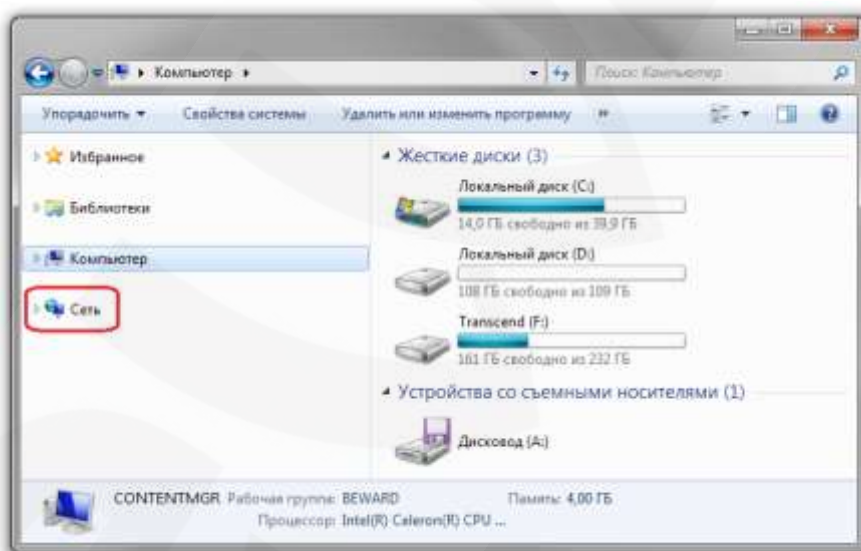 Компьютер
Поиск: Компьютер
Упорядочить
Свойства системы
Удалить или изменить программу
»
Избранное
Библиотеки
Компьютер
Сеть
Жесткие диски (3)
Локальный диск (C:)
14,0 ГБ свободно из 39,9 ГБ
Локальный диск (D:)
108 ГБ свободно из 109 ГБ
Transcend (F:)
161 ГБ свободно из 232 ГБ
Устройства со съемными носителями (1)
Дисковод (A:)
CONTENTMGR Рабочая группа: BEWARD Память: 4,00 ГБ
Процессор: Intel(R) Celeron(R) CPU ...